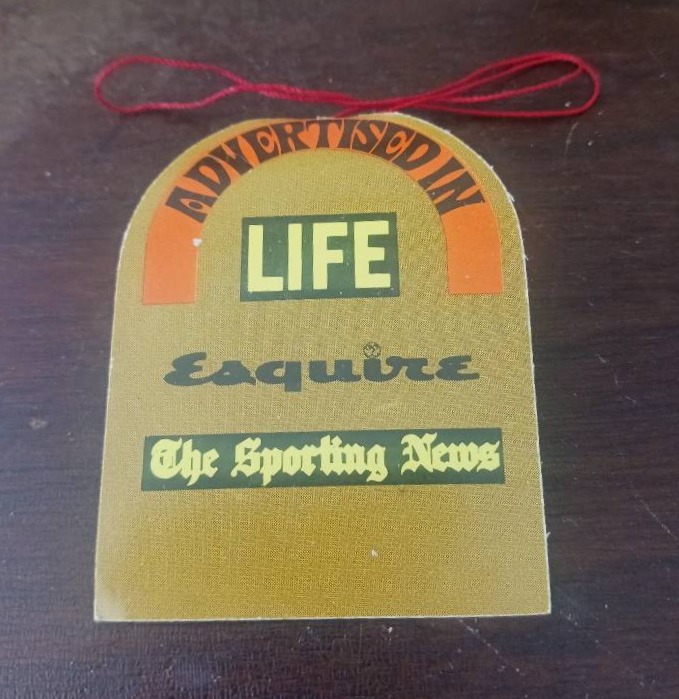 ADVERTISED IN
LIFE
Esquire
The Sporting News